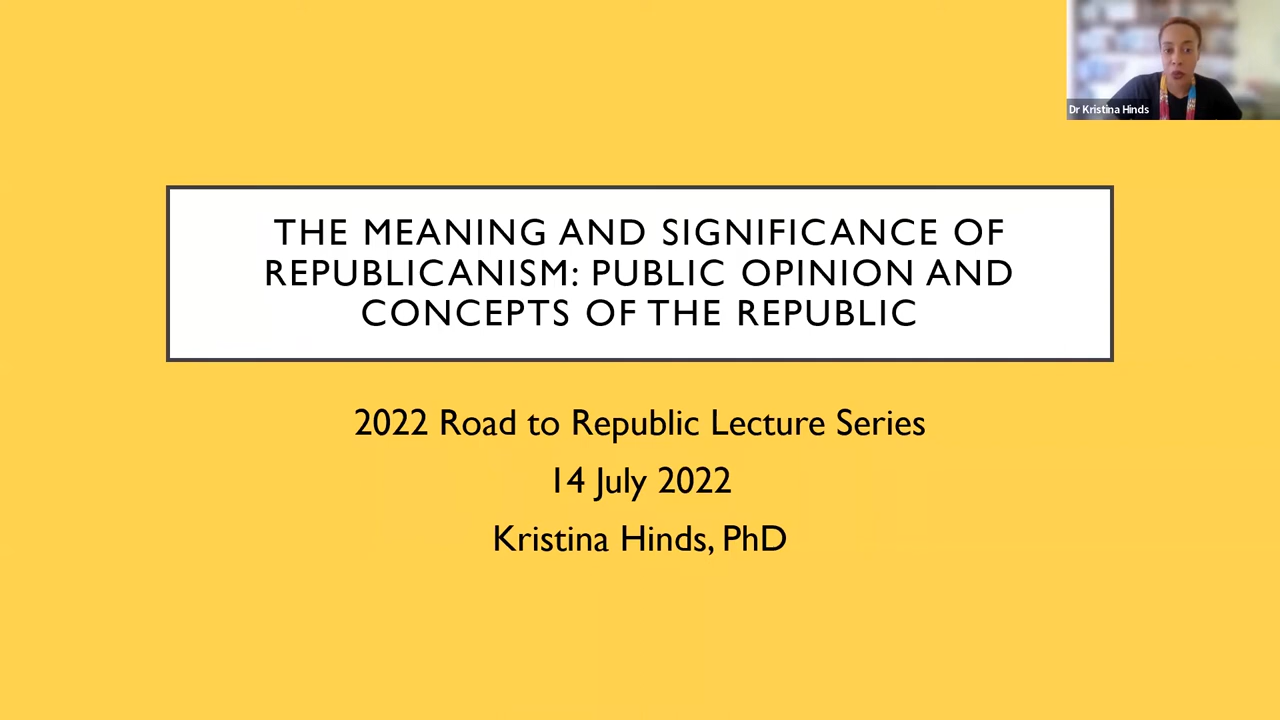 Dr Kristina Hinds
THE MEANING AND SIGNIFICANCE OF
REPUBLICANISM: PUBLIC OPINION AND
CONCEPTS OF THE REPUBLIC
2022 Road to Republic Lecture Series
14 July 2022
Kristina Hinds, PhD